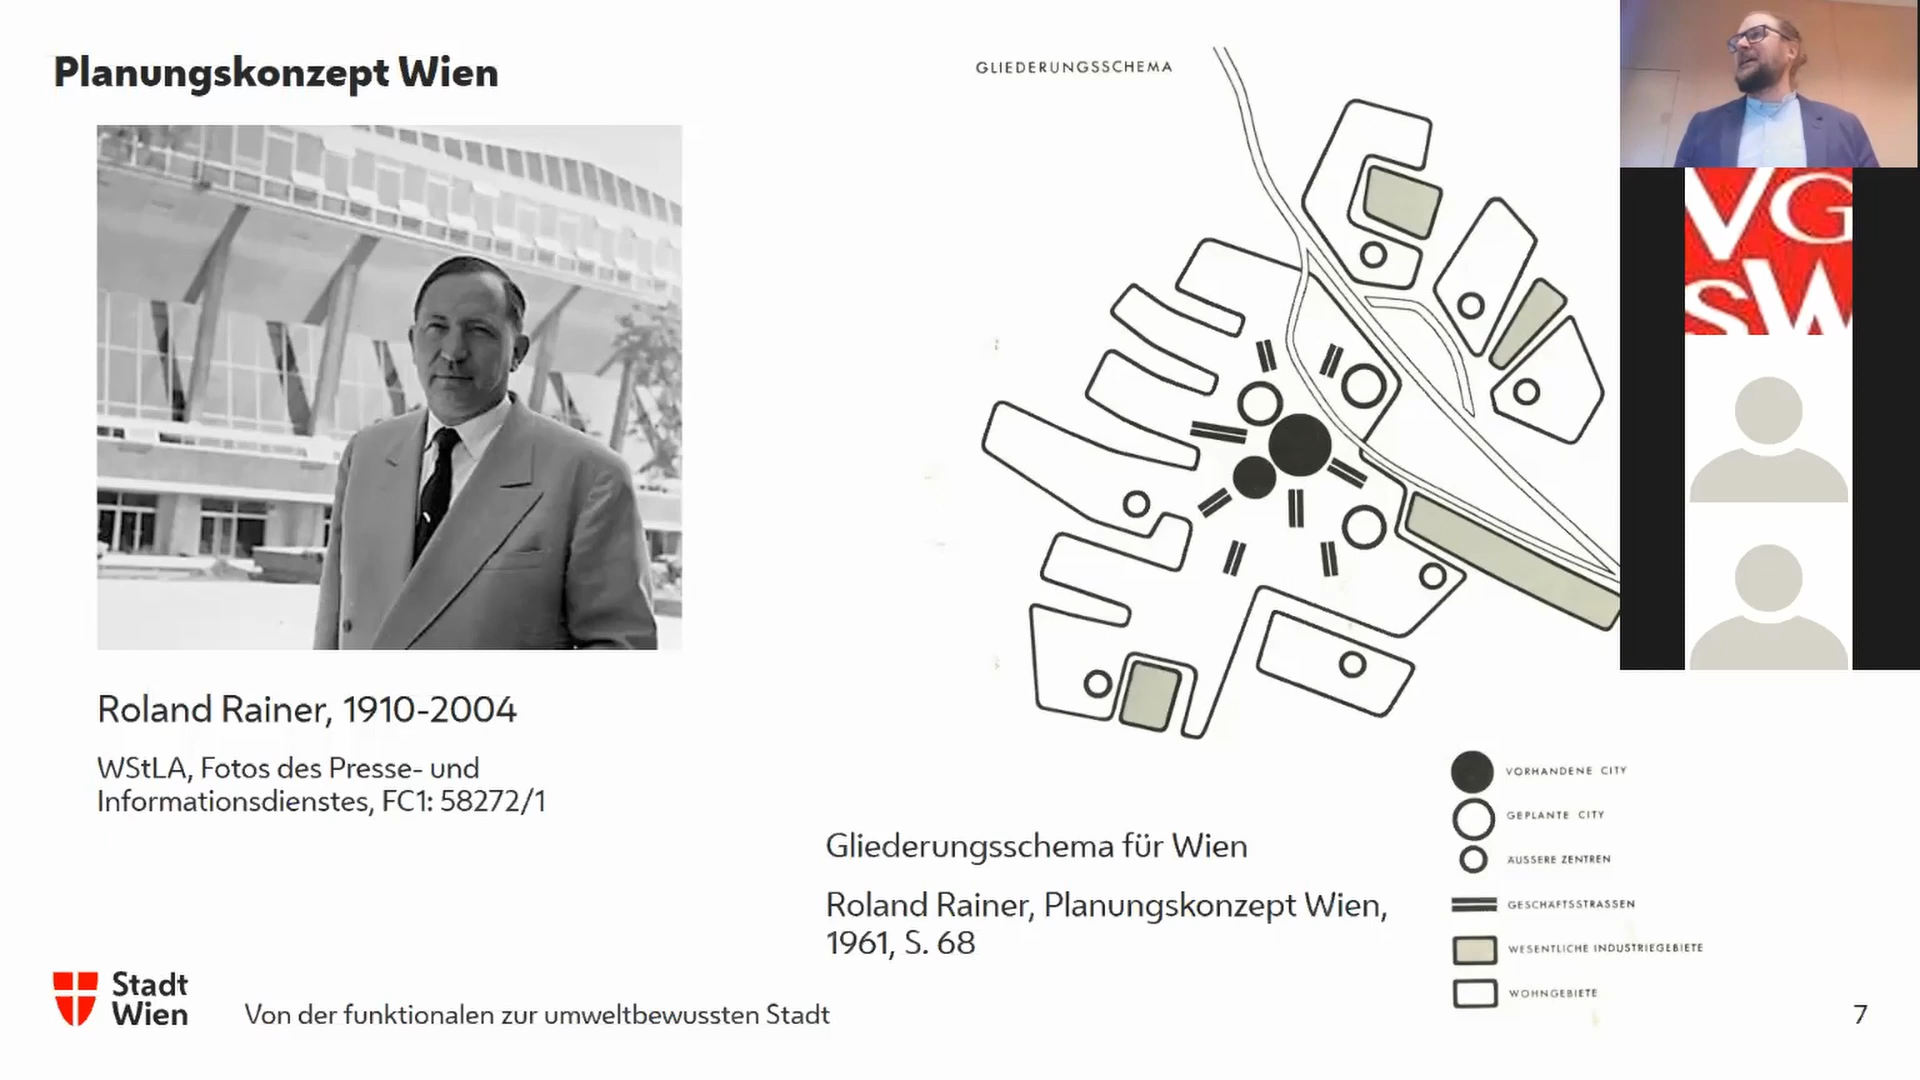 Planungskonzept Wien
GLIEDERUNGSSCHEMA
VG
SW
Roland Rainer, 1910-2004
WStLA, Fotos des Presse- und
Informationsdienstes, FC1: 58272/1
Gliederungsschema für Wien
Roland Rainer, Planungskonzept Wien,
1961, S. 68
VORHANDENE CITY
GEPLANTE CITY
ÄUSSERE ZENTREN
GESCHÄFTSSTRASSEN
WESENTLICHE INDUSTRIEGEBIETE
WOHNGEBIETE
Stadt
Wien
Von der funktionalen zur umweltbewussten Stadt
7